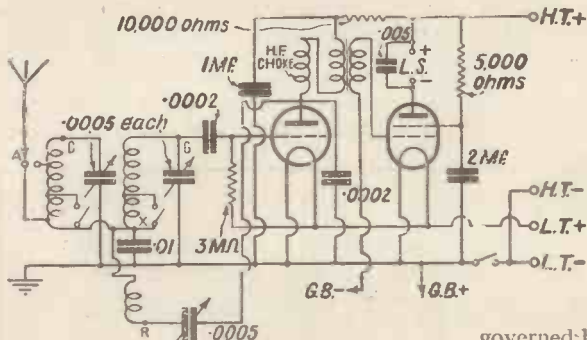 10,000 ohms
.005
H.T.+
H.F.
CHOKE
+
L.S.
−
5,000
ohms
1Mf.
.0002
.0005 each
A
G
G
2Mf.
.0002
X
.01
3MΩ
H.T.−
L.T.+
L.T.−
G.B.−
G.B.+
R
.0005
governed